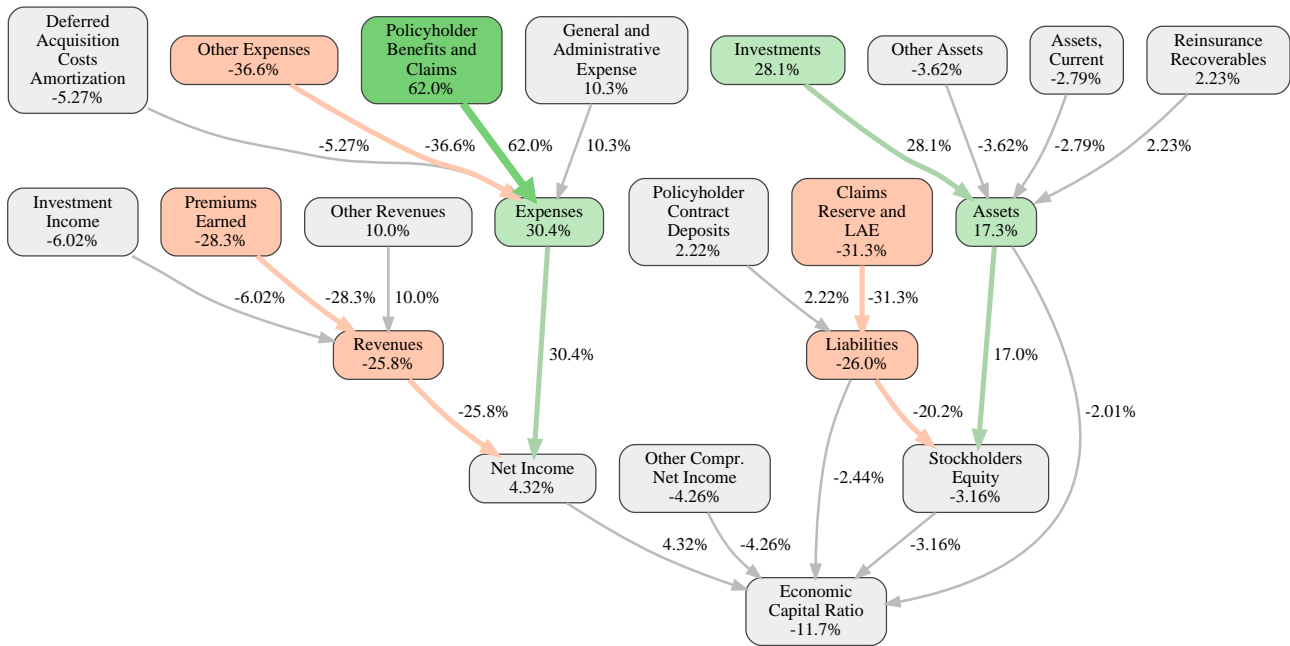 Deferred
Acquisition
Costs
Amortization
-5.27%
Other Expenses
-36.6%
Policyholder
Benefits and
Claims
62.0%
General and
Administrative
Expense
10.3%
Investments
28.1%
Other Assets
-3.62%
Assets,
Current
-2.79%
Reinsurance
Recoverables
2.23%
-5.27%
-36.6%
62.0%
10.3%
28.1%
-3.62%
-2.79%
2.23%
Investment
Income
-6.02%
Premiums
Earned
-28.3%
Other Revenues
10.0%
Expenses
30.4%
Policyholder
Contract
Deposits
2.22%
Claims
Reserve and
LAE
-31.3%
Assets
17.3%
-6.02%
-28.3%
10.0%
2.22%
-31.3%
Revenues
-25.8%
30.4%
Liabilities
-26.0%
17.0%
-25.8%
-20.2%
-2.01%
Net Income
4.32%
Other Compr.
Net Income
-4.26%
-2.44%
Stockholders
Equity
-3.16%
4.32%
-4.26%
-3.16%
Economic
Capital Ratio
-11.7%